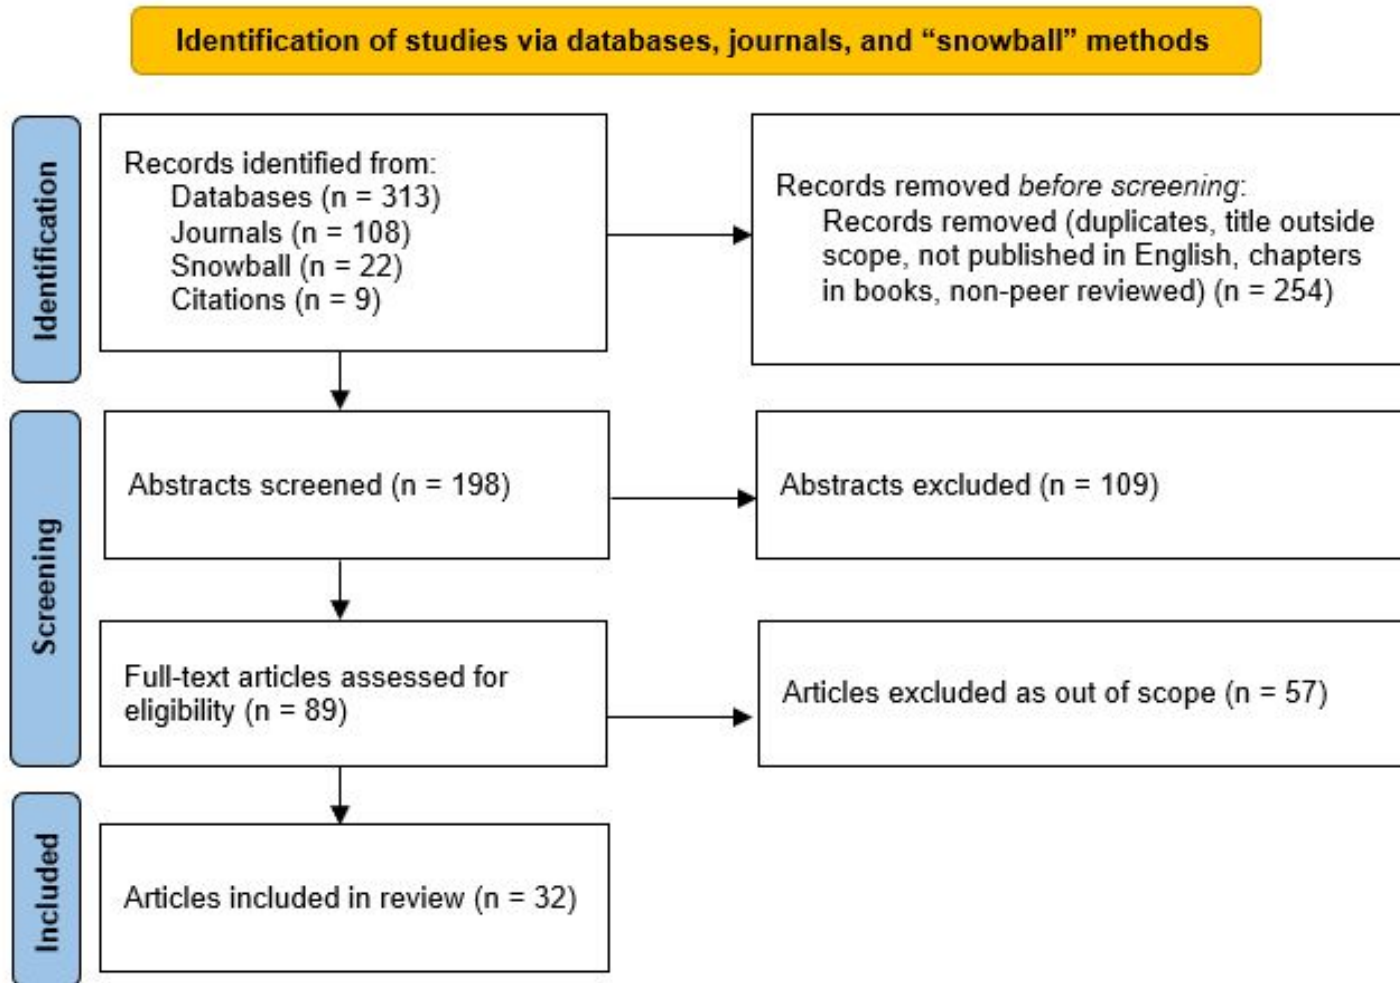 Identification of studies via databases, journals, and “snowball” methods
Identification
Records identified from:
Databases (n = 313)
Journals (n = 108)
Snowball (n = 22)
Citations (n = 9)
Records removed before screening:
Records removed (duplicates, title outside
scope, not published in English, chapters
in books, non-peer reviewed) (n = 254)
Screening
Abstracts screened (n = 198)
Abstracts excluded (n = 109)
Full-text articles assessed for
eligibility (n = 89)
Articles excluded as out of scope (n = 57)
Included
Articles included in review (n = 32)